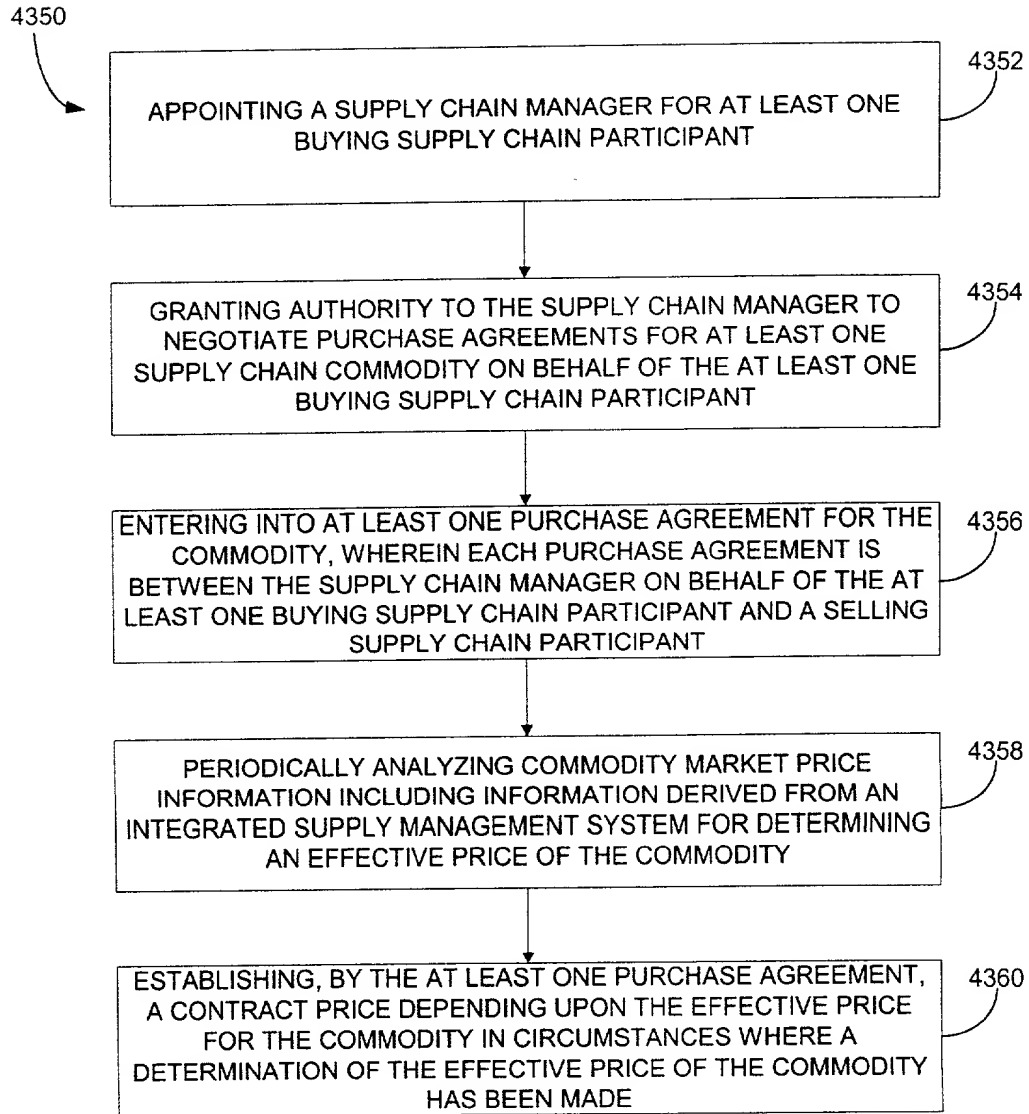 4350
4352
APPOINTING A SUPPLY CHAIN MANAGER FOR AT LEAST ONE
BUYING SUPPLY CHAIN PARTICIPANT
4354
GRANTING AUTHORITY TO THE SUPPLY CHAIN MANAGER TO
NEGOTIATE PURCHASE AGREEMENTS FOR AT LEAST ONE
SUPPLY CHAIN COMMODITY ON BEHALF OF THE AT LEAST ONE
BUYING SUPPLY CHAIN PARTICIPANT
4356
ENTERING INTO AT LEAST ONE PURCHASE AGREEMENT FOR THE
COMMODITY, WHEREIN EACH PURCHASE AGREEMENT IS
BETWEEN THE SUPPLY CHAIN MANAGER ON BEHALF OF THE AT
LEAST ONE BUYING SUPPLY CHAIN PARTICIPANT AND A SELLING
SUPPLY CHAIN PARTICIPANT
4358
PERIODICALLY ANALYZING COMMODITY MARKET PRICE
INFORMATION INCLUDING INFORMATION DERIVED FROM AN
INTEGRATED SUPPLY MANAGEMENT SYSTEM FOR DETERMINING
AN EFFECTIVE PRICE OF THE COMMODITY
4360
ESTABLISHING, BY THE AT LEAST ONE PURCHASE AGREEMENT,
A CONTRACT PRICE DEPENDING UPON THE EFFECTIVE PRICE
FOR THE COMMODITY IN CIRCUMSTANCES WHERE A
DETERMINATION OF THE EFFECTIVE PRICE OF THE COMMODITY
HAS BEEN MADE